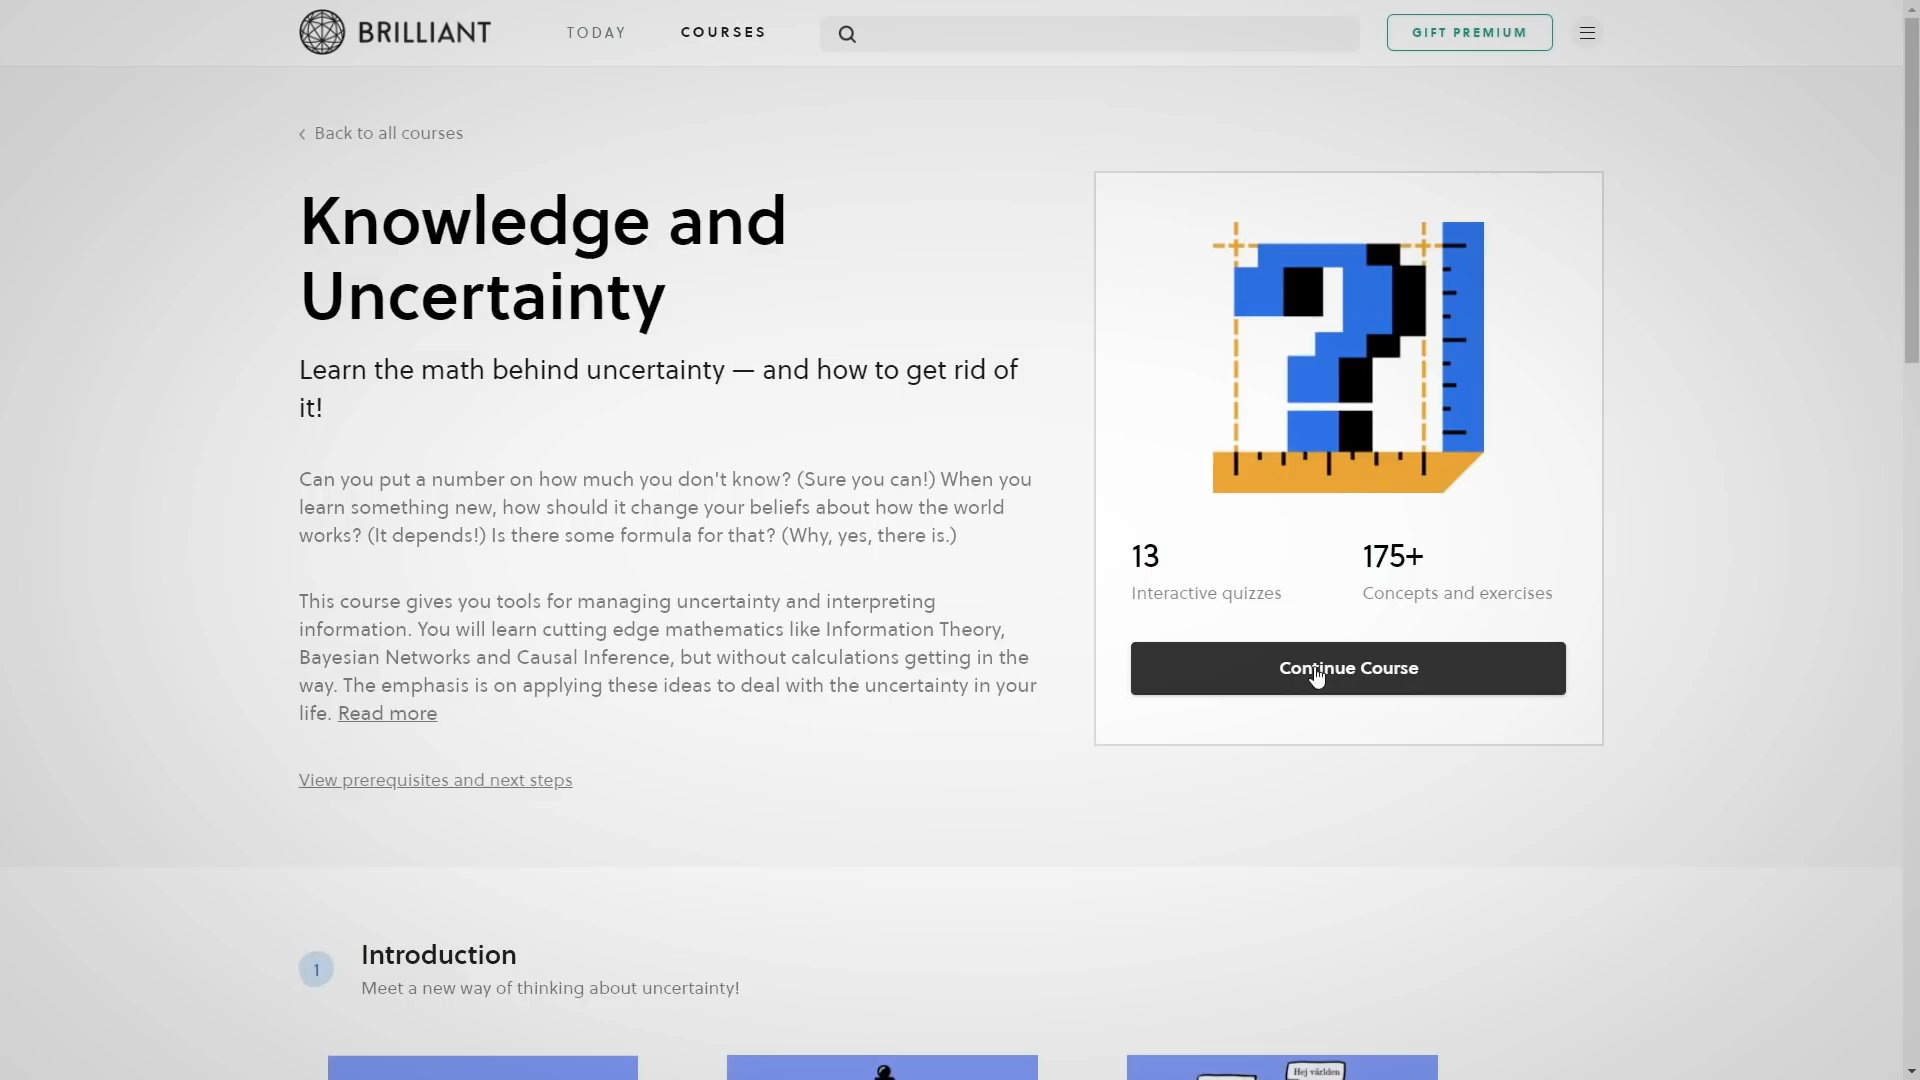 BRILLIANT
TODAY
COURSES
GIFT PREMIUM
Back to all courses
Knowledge and
Uncertainty
Learn the math behind uncertainty — and how to get rid of
it!
Can you put a number on how much you don't know? (Sure you can!) When you
learn something new, how should it change your beliefs about how the world
works? (It depends!) Is there some formula for that? (Why, yes, there is.)
This course gives you tools for managing uncertainty and interpreting
information. You will learn cutting edge mathematics like Information Theory,
Bayesian Networks and Causal Inference, but without calculations getting in the
way. The emphasis is on applying these ideas to deal with the uncertainty in your
life. Read more
View prerequisites and next steps
13
Interactive quizzes
175+
Concepts and exercises
Continue Course
1
Introduction
Meet a new way of thinking about uncertainty!
Hej världen